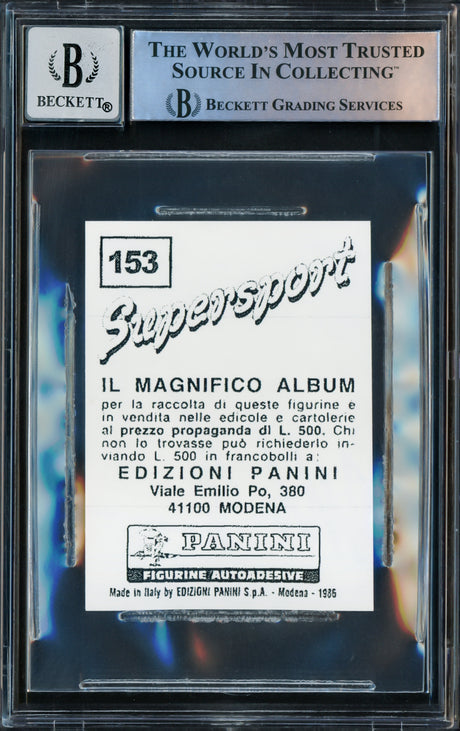 B
BECKETT®
THE WORLD'S MOST TRUSTED
SOURCE IN COLLECTING™
B BECKETT GRADING SERVICES
153
Supersport
IL MAGNIFICO ALBUM
per la raccolta di queste figurine è
in vendita nelle edicole e cartolerie
al prezzo propaganda di L. 500. Chi
non lo trovasse può richiederlo in-
viando L. 500 in francobolli a:
EDIZIONI PANINI
Viale Emilio Po, 380
41100 MODENA
PANINI
FIGURINE AUTOADESIVE
Made in Italy by EDIZIONI PANINI S.p.A. - Modena - 1986